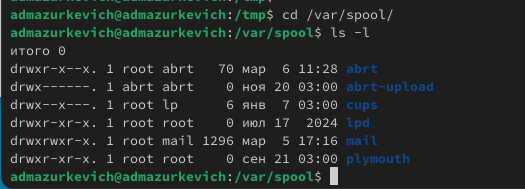 admazurkevich@admazurkevich:/tmp$ cd /var/spool/
admazurkevich@admazurkevich:/var/spool$ ls -l
итого 0
drwxr-x--x. 1 root abrt   70 мар  6 11:28 abrt
drwx------. 1 abrt abrt    0 ноя 20 03:00 abrt-upload
drwx--x---. 1 root lp      6 янв  7 03:00 cups
drwxr-xr-x. 1 root root    0 июл 17  2024 lpd
drwxrwxr-x. 1 root mail 1296 мар  5 17:16 mail
drwxr-xr-x. 1 root root    0 сен 21 03:00 plymouth
admazurkevich@admazurkevich:/var/spool$